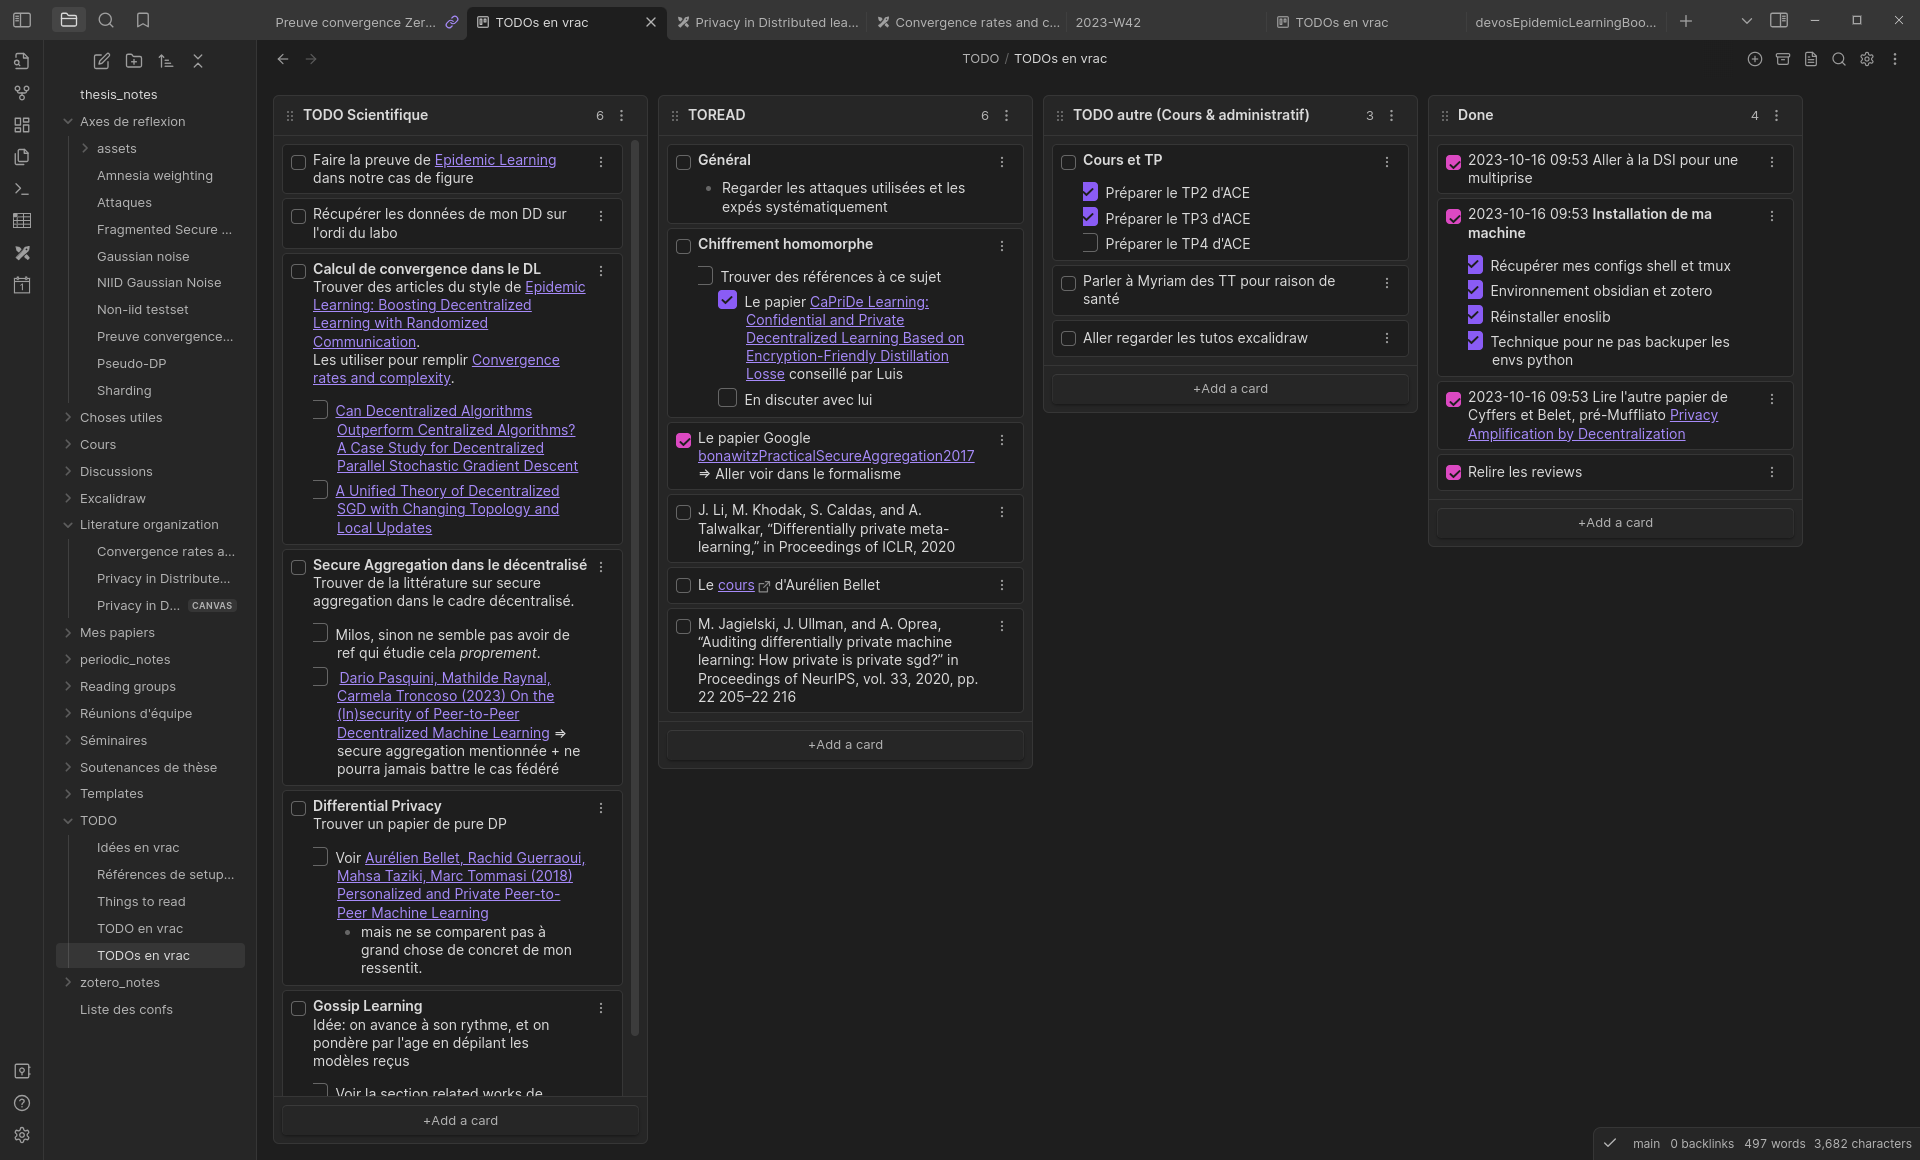 Preuve convergence Zer...
TODOs en vrac
Privacy in Distributed lea...
Convergence rates and c...
2023-W42
TODOs en vrac
devosEpidemicLearningBoo...
TODO / TODOs en vrac
thesis_notes
Axes de reflexion
assets
Amnesia weighting
Attaques
Fragmented Secure ...
Gaussian noise
NIID Gaussian Noise
Non-iid testset
Preuve convergence...
Pseudo-DP
Sharding
Choses utiles
Cours
Discussions
Excalidraw
Literature organization
Convergence rates a...
Privacy in Distribute...
Privacy in D... CANVAS
Mes papiers
periodic_notes
Reading groups
Réunions d'équipe
Séminaires
Soutenances de thèse
Templates
TODO
Idées en vrac
Références de setup...
Things to read
TODO en vrac
TODOs en vrac
zotero_notes
Liste des confs
TODO Scientifique 6
Faire la preuve de Epidemic Learning
dans notre cas de figure
Récupérer les données de mon DD sur
l'ordi du labo
Calcul de convergence dans le DL
Trouver des articles du style de Epidemic
Learning: Boosting Decentralized
Learning with Randomized
Communication.
Les utiliser pour remplir Convergence
rates and complexity.
Can Decentralized Algorithms
Outperform Centralized Algorithms?
A Case Study for Decentralized
Parallel Stochastic Gradient Descent
A Unified Theory of Decentralized
SGD with Changing Topology and
Local Updates
Secure Aggregation dans le décentralisé
Trouver de la littérature sur secure
aggregation dans le cadre décentralisé.
Milos, sinon ne semble pas avoir de
ref qui étudie cela proprement.
Dario Pasquini, Mathilde Raynal,
Carmela Troncoso (2023) On the
(In)security of Peer-to-Peer
Decentralized Machine Learning ⇒
secure aggregation mentionnée + ne
pourra jamais battre le cas fédéré
Differential Privacy
Trouver un papier de pure DP
Voir Aurélien Bellet, Rachid Guerraoui,
Mahsa Taziki, Marc Tommasi (2018)
Personalized and Private Peer-to-
Peer Machine Learning
mais ne se comparent pas à
grand chose de concret de mon
ressentit.
Gossip Learning
Idée: on avance à son rythme, et on
pondère par l'age en dépilant les
modèles reçus
Voir la section related works de
+Add a card
TOREAD 6
Général
Regarder les attaques utilisées et les
expés systématiquement
Chiffrement homomorphe
Trouver des références à ce sujet
Le papier CaPriDe Learning:
Confidential and Private
Decentralized Learning Based on
Encryption-Friendly Distillation
Losse conseillé par Luis
En discuter avec lui
Le papier Google
bonawitzPracticalSecureAggregation2017
⇒ Aller voir dans le formalisme
J. Li, M. Khodak, S. Caldas, and A.
Talwalkar, “Differentially private meta-
learning,” in Proceedings of ICLR, 2020
Le cours d'Aurélien Bellet
M. Jagielski, J. Ullman, and A. Oprea,
“Auditing differentially private machine
learning: How private is private sgd?” in
Proceedings of NeurIPS, vol. 33, 2020, pp.
22 205–22 216
+Add a card
TODO autre (Cours & administratif) 3
Cours et TP
Préparer le TP2 d'ACE
Préparer le TP3 d'ACE
Préparer le TP4 d'ACE
Parler à Myriam des TT pour raison de
santé
Aller regarder les tutos excalidraw
+Add a card
Done 4
2023-10-16 09:53 Aller à la DSI pour une
multiprise
2023-10-16 09:53 Installation de ma
machine
Récupérer mes configs shell et tmux
Environnement obsidian et zotero
Réinstaller enoslib
Technique pour ne pas backuper les
envs python
2023-10-16 09:53 Lire l'autre papier de
Cyffers et Belet, pré-Muffliato Privacy
Amplification by Decentralization
Relire les reviews
+Add a card
main 0 backlinks 497 words 3,682 characters